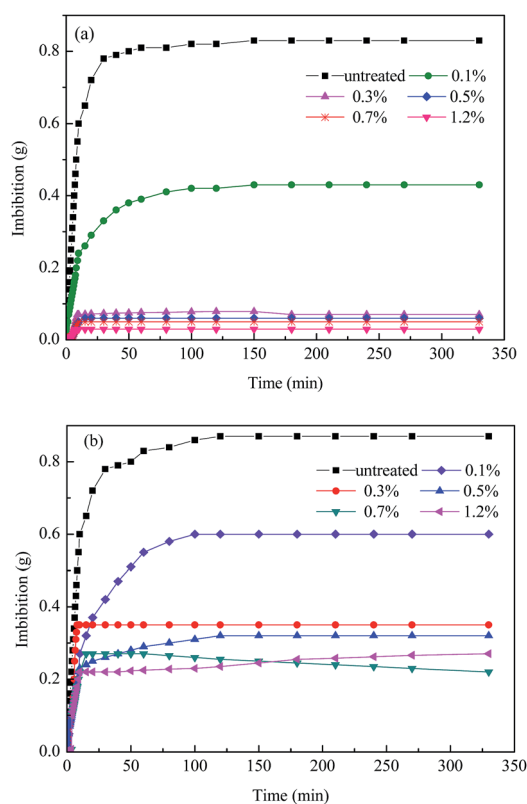 (a)
0.8
0.6
0.4
0.2
0.0
Imbibition (g)
untreated 0.1%
0.3% 0.5%
0.7% 1.2%
0 50 100 150 200 250 300 350
Time (min)
(b)
0.8
0.6
0.4
0.2
0.0
Imbibition (g)
untreated 0.1%
0.3% 0.5%
0.7% 1.2%
0 50 100 150 200 250 300 350
Time (min)